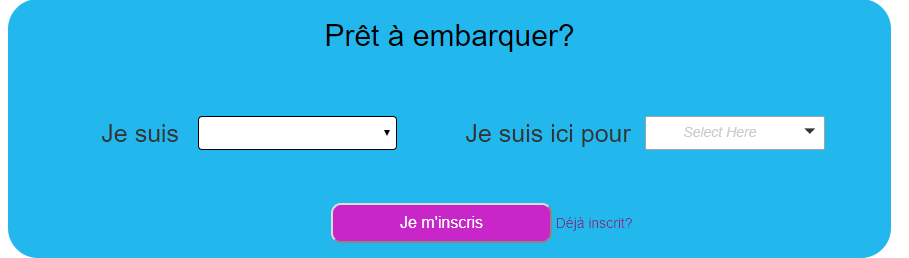 Prêt à embarquer?
Je suis Je suis ici pour Select Here
Je m'inscris Déjà inscrit?